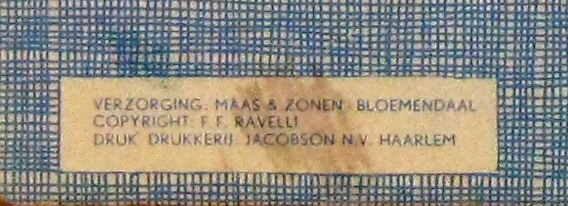 VERZORGING: MAAS & ZONEN · BLOEMENDAAL
COPYRIGHT: F. F. RAVELLI
DRUK DRUKKERIJ JACOBSON N.V. HAARLEM